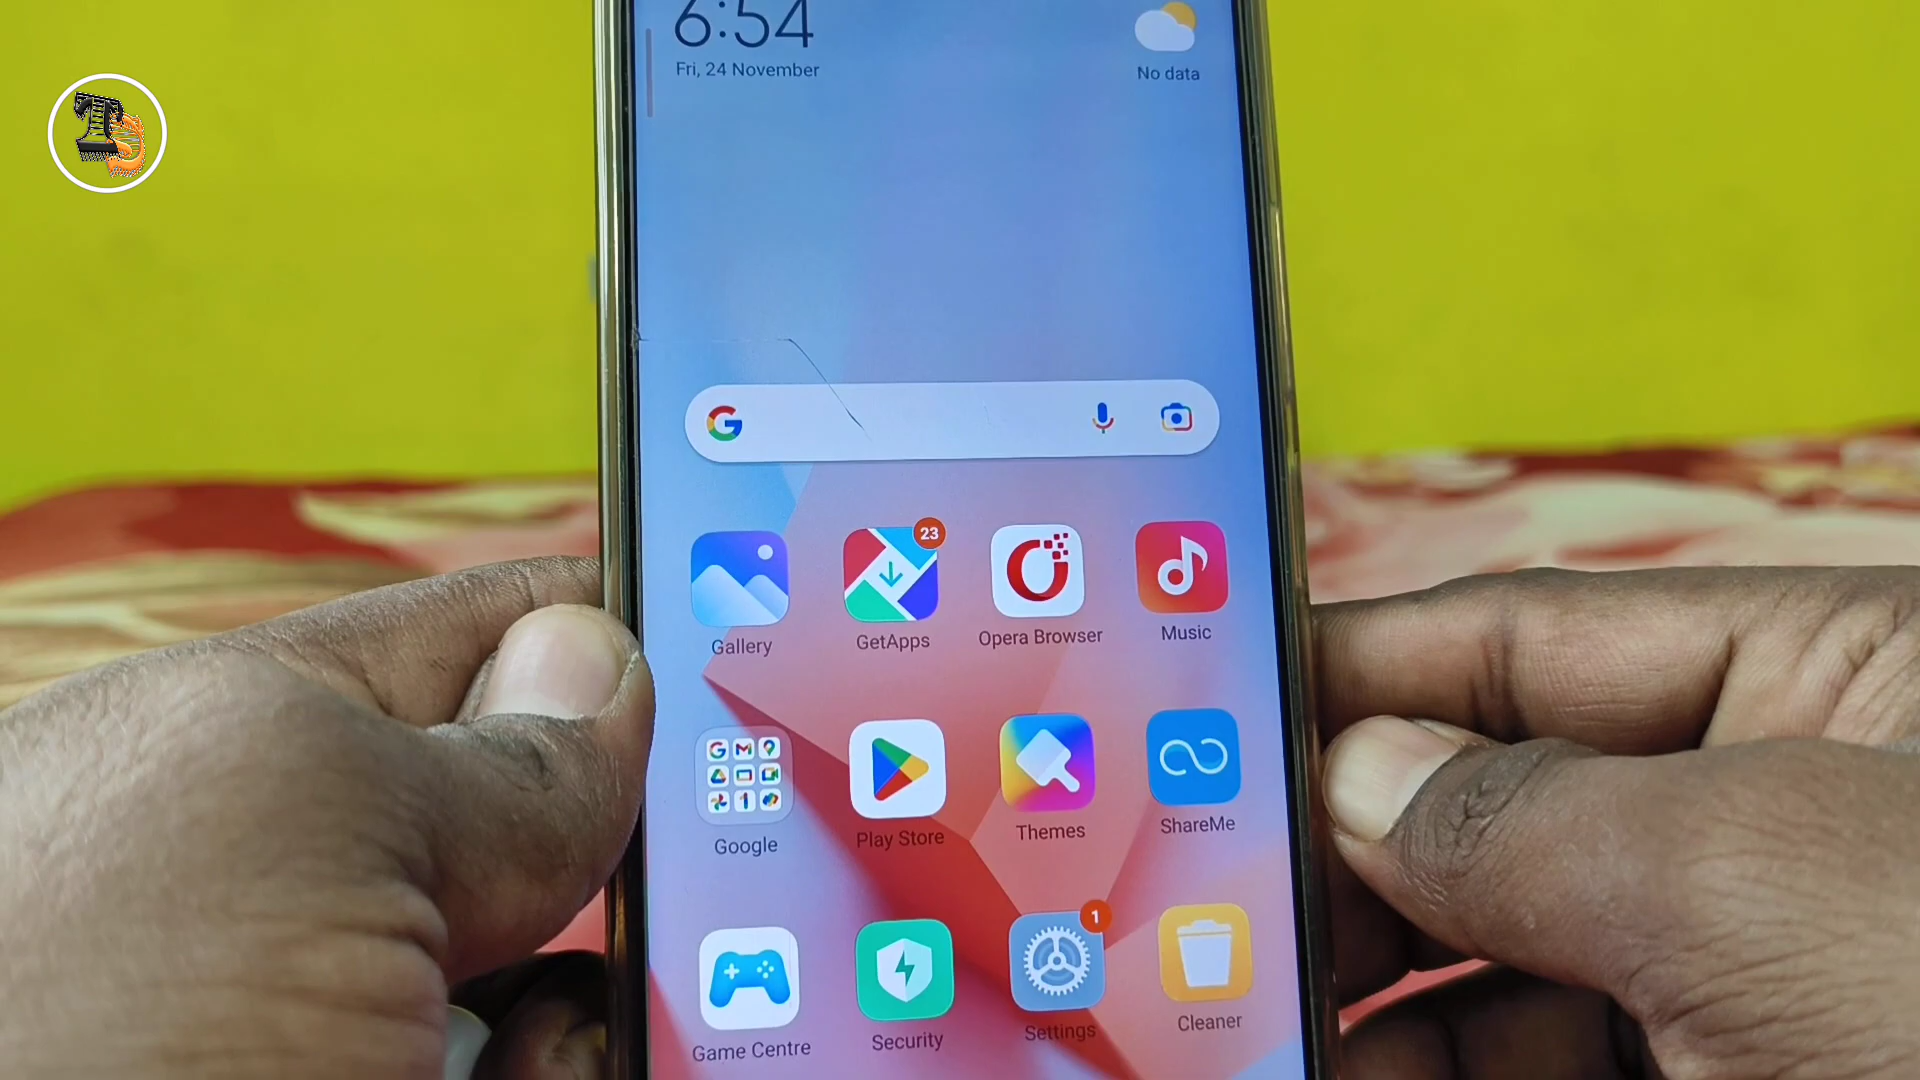 6:54
Fri, 24 November
No data
23
Gallery
GetApps
Opera Browser
Music
Google
Play Store
Themes
ShareMe
1
Game Centre
Security
Settings
Cleaner